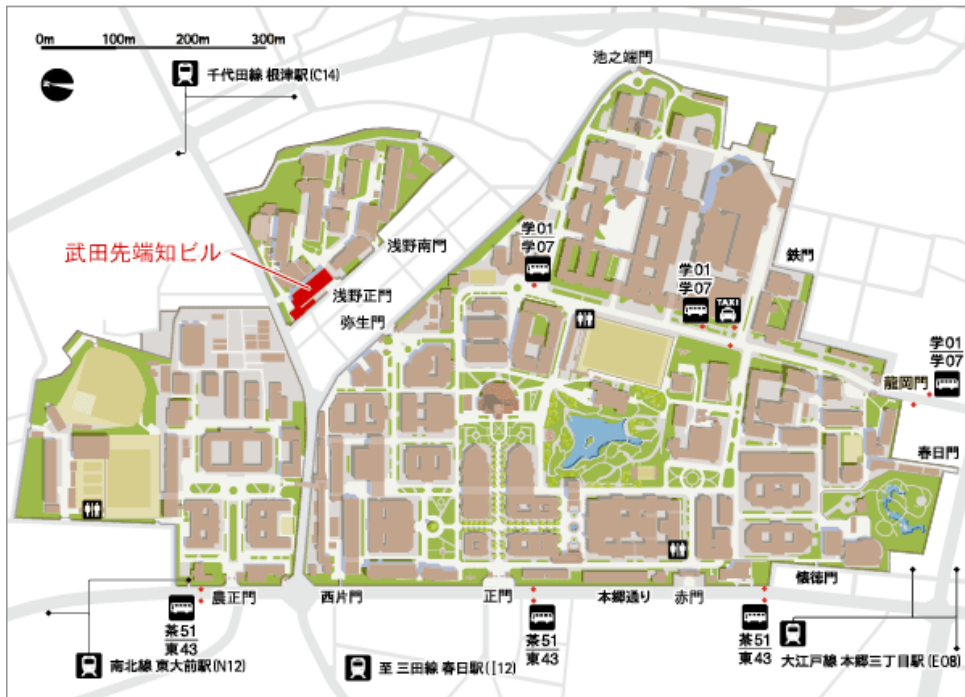 0m 100m 200m 300m
千代田線 根津駅(C14)
池之端門
武田先端知ビル
浅野南門
浅野正門
弥生門
学01
学07
学01
学07
TAXI
鉄門
学01
学07
龍岡門
春日門
農正門
西片門
正門
本郷通り
赤門
懐徳門
茶51
東43
茶51
東43
茶51
東43
南北線 東大前駅(N12)
至 三田線 春日駅(I12)
大江戸線 本郷三丁目駅(E08)